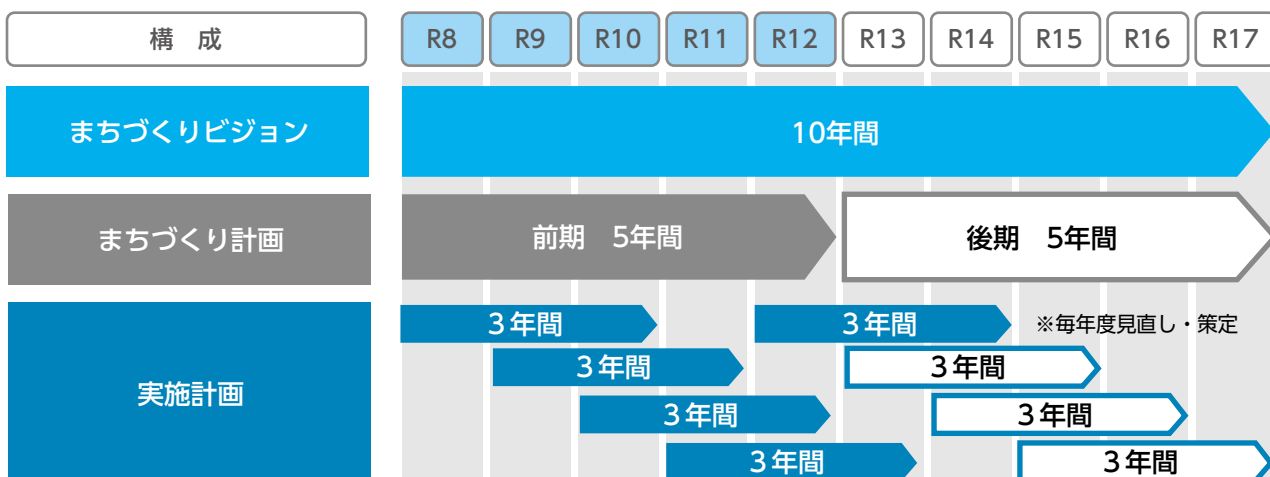 構　成
R8 R9 R10 R11 R12 R13 R14 R15 R16 R17
まちづくりビジョン
10年間
まちづくり計画
前期　5年間
後期　5年間
実施計画
３年間
３年間
※毎年度見直し・策定
３年間
３年間
３年間
３年間
３年間
３年間